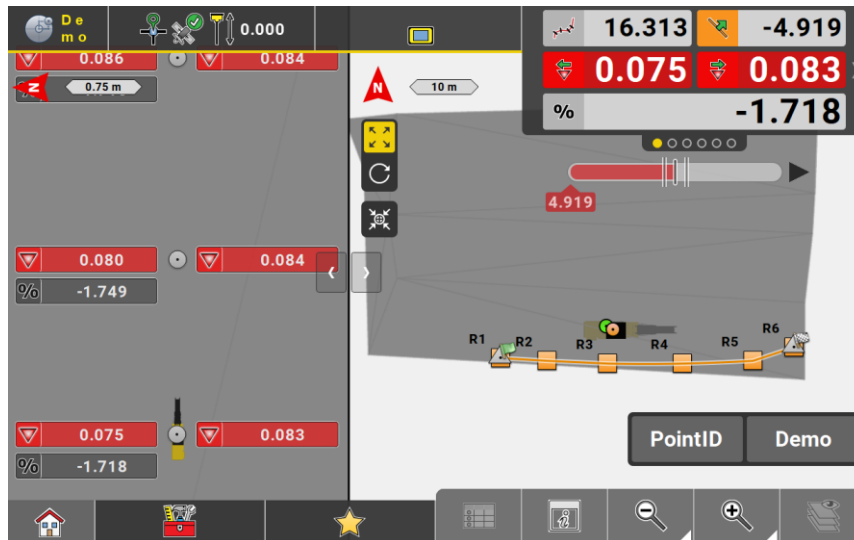 De
mo
0.000
16.313
-4.919
0.075
0.083
%
-1.718
0.086
0.084
N
0.75 m
N
10 m
4.919
0.080
0.084
%
-1.749
R1
R2
R3
R4
R5
R6
0.075
0.083
%
-1.718
PointID
Demo